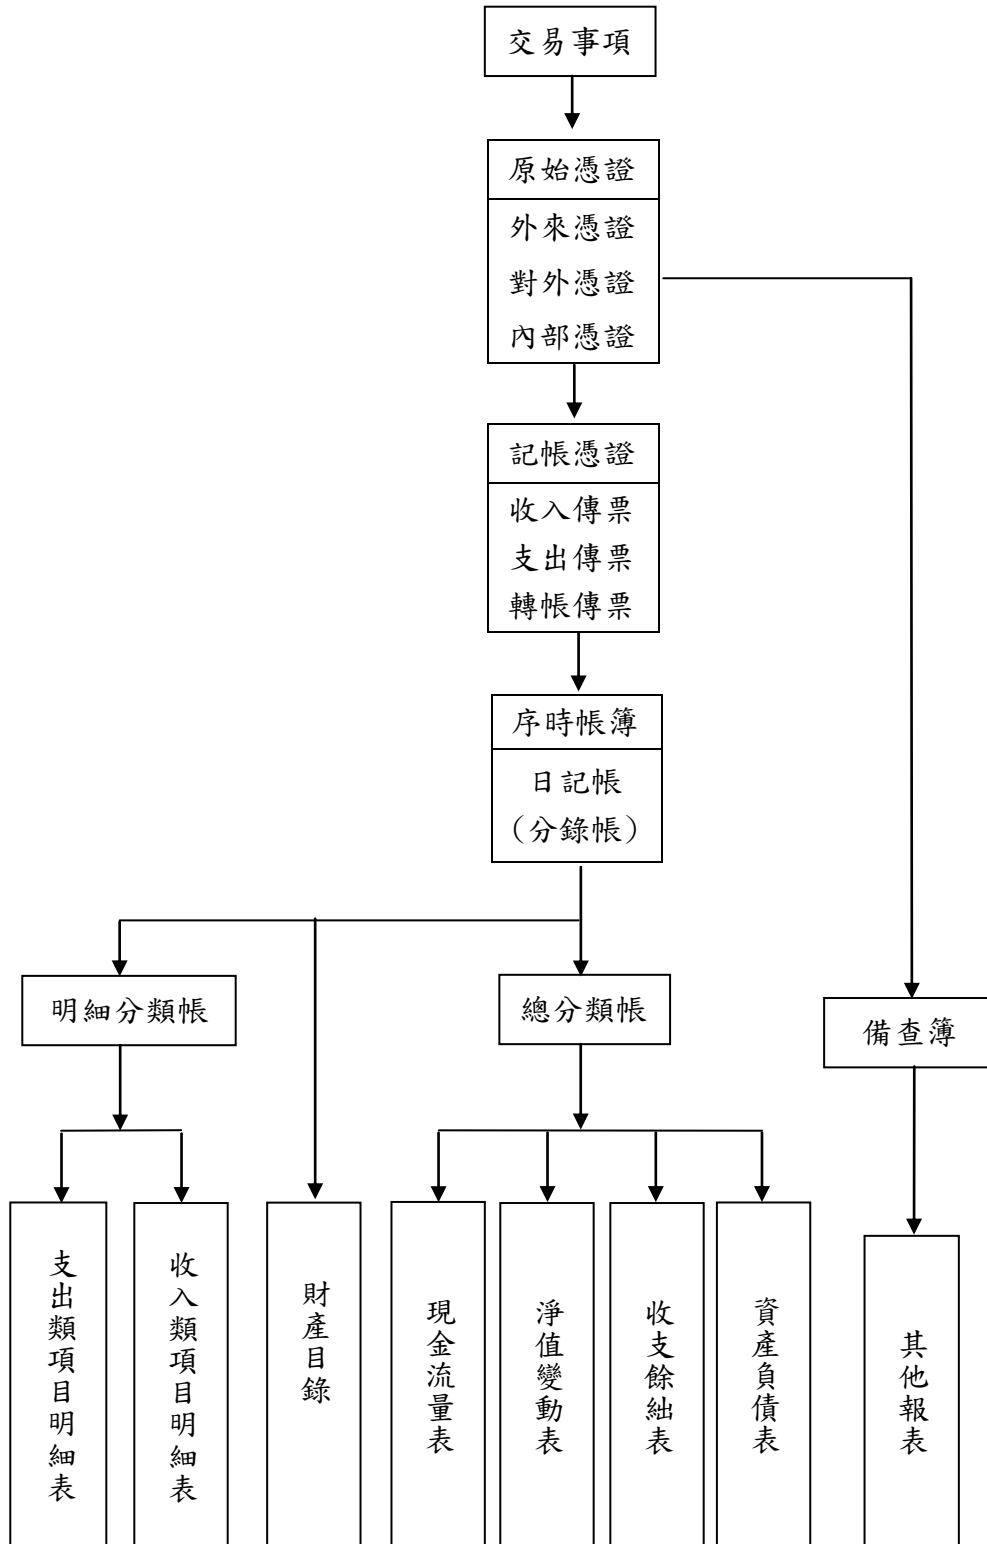 交易事項
原始憑證
外來憑證
對外憑證
內部憑證
記帳憑證
收入傳票
支出傳票
轉帳傳票
序時帳簿
日記帳
（分錄帳）
明細分類帳
總分類帳
備查簿
支出類項目明細表
收入類項目明細表
財產目錄
現金流量表
淨值變動表
收支餘絀表
資產負債表
其他報表